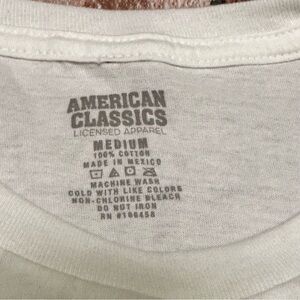 AMERICAN
CLASSICS
LICENSED APPAREL
MEDIUM
100% COTTON
MADE IN MEXICO
MACHINE WASH
COLD WITH LIKE COLORS
NON-CHLORINE BLEACH
DO NOT IRON
RN #106458